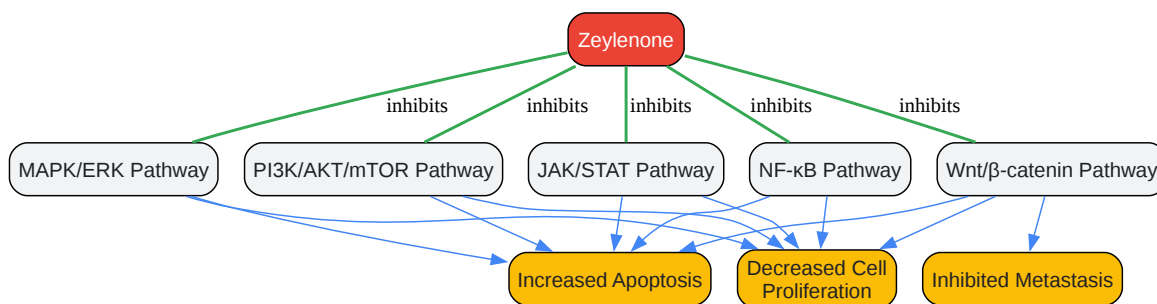 Zeylenone
inhibits
inhibits
inhibits
inhibits
inhibits
MAPK/ERK Pathway
PI3K/AKT/mTOR Pathway
JAK/STAT Pathway
NF-κB Pathway
Wnt/β-catenin Pathway
Increased Apoptosis
Decreased Cell
Proliferation
Inhibited Metastasis